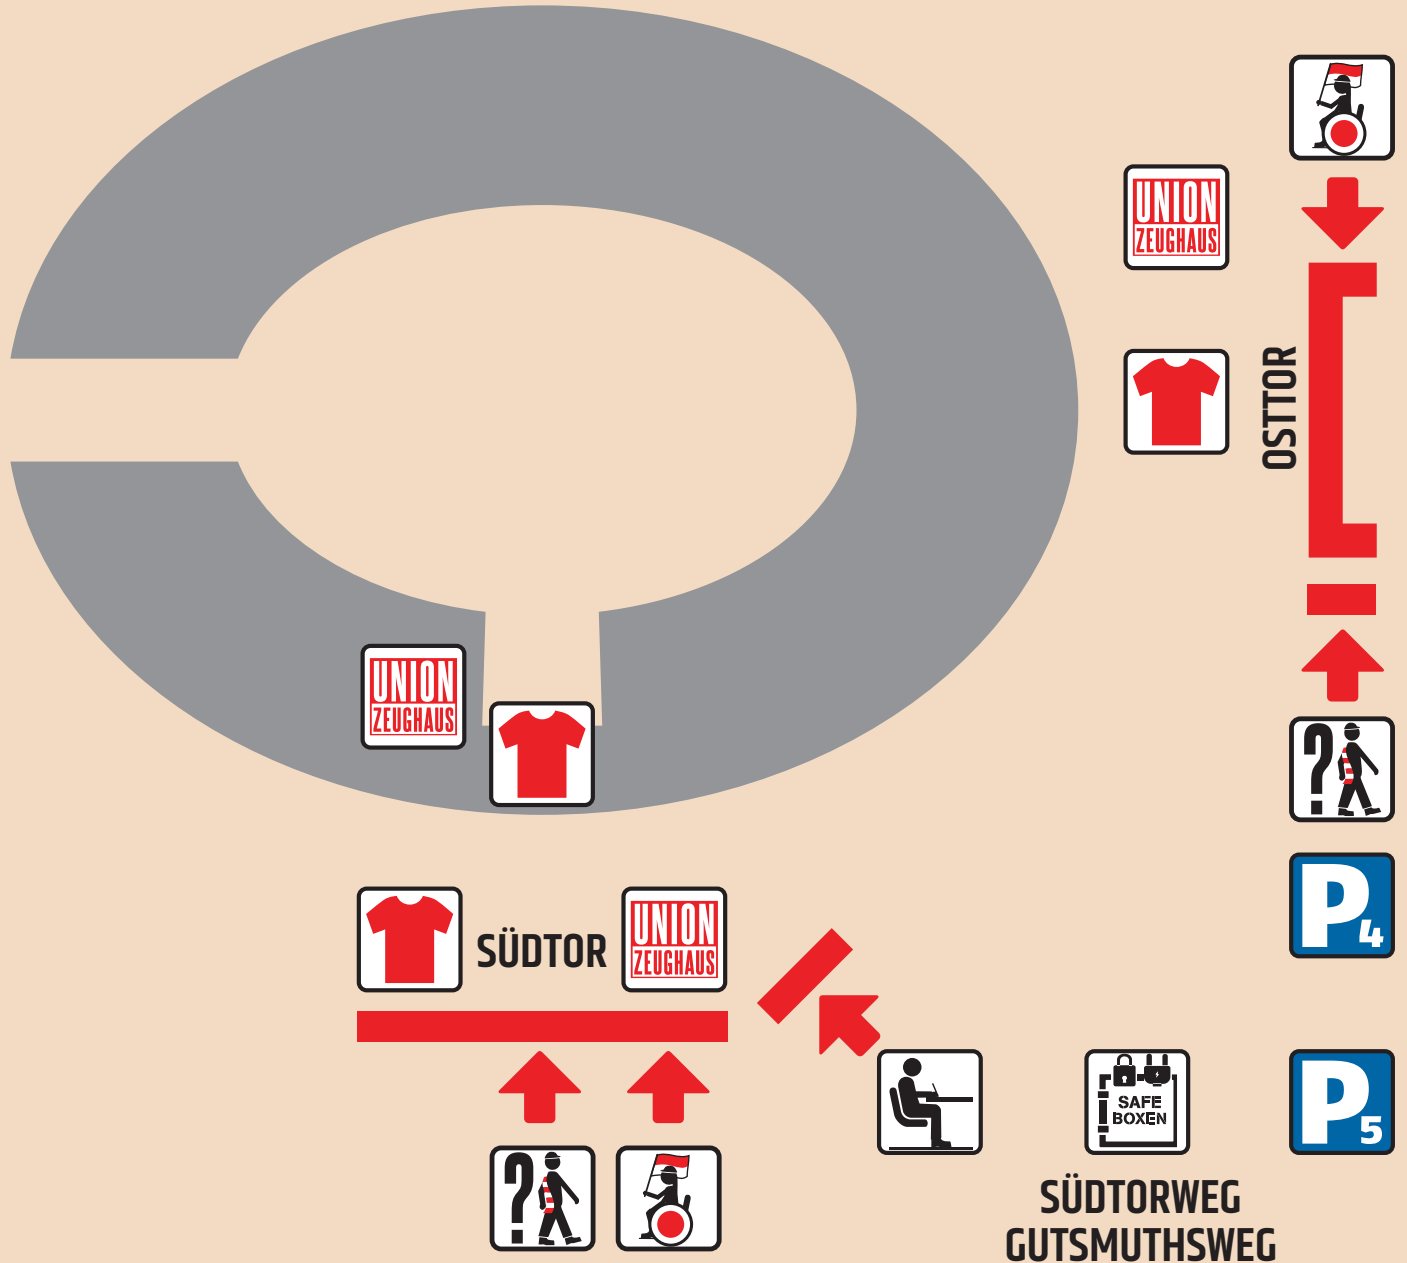 UNION
ZEUGHAUS
OSTTOR
UNION
ZEUGHAUS
?
P4
SÜDTOR
UNION
ZEUGHAUS
SAFE
BOXEN
P5
?
SÜDTORWEG
GUTSMUTHSWEG